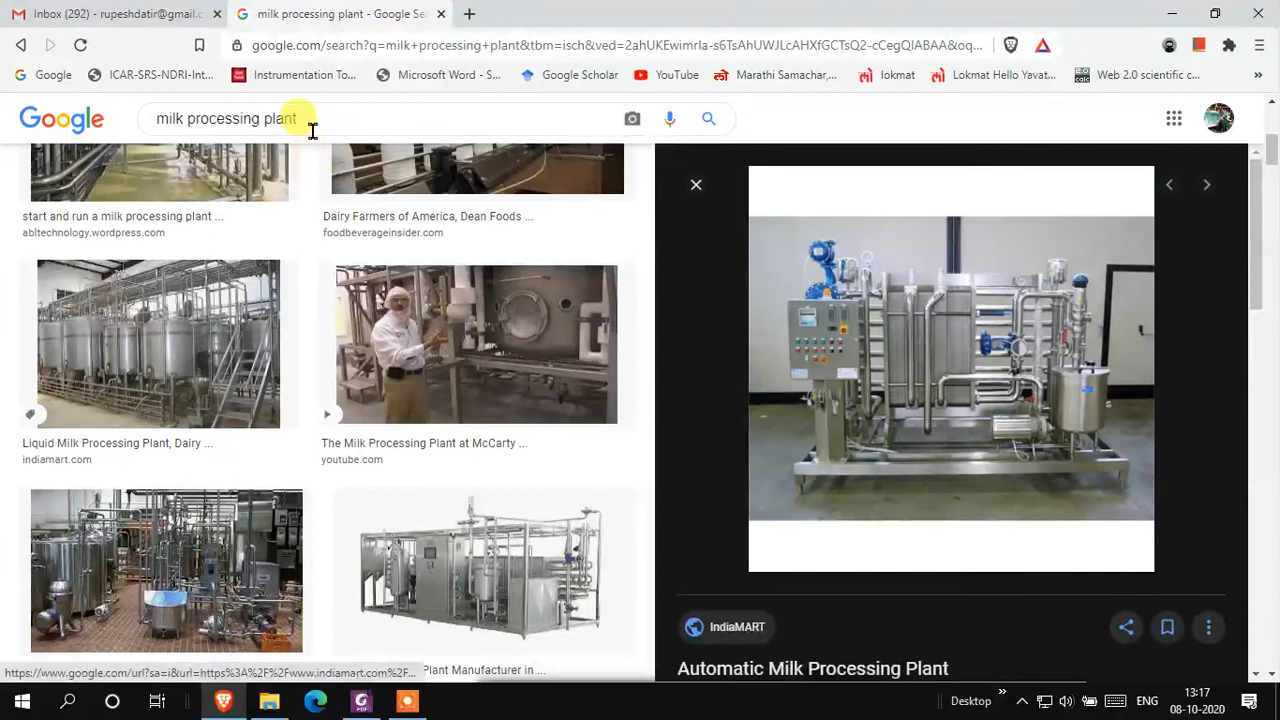 Inbox (292) - rupeshdatir@gmail.c
milk processing plant - Google Sea
google.com/search?q=milk+processing+plant&tbm=isch&ved=2ahUKEwimrIa-s6TsAhUWJLcAHXfGCTsQ2-cCegQIABAA&oq...
Google
ICAR-SRS-NDRI-Int...
Instrumentation To...
Microsoft Word - S...
Google Scholar
YouTube
Marathi Samachar,...
lokmat
Lokmat Hello Yavat...
Web 2.0 scientific c...
Google
milk processing plant
start and run a milk processing plant ...
abltechnology.wordpress.com
Dairy Farmers of America, Dean Foods ...
foodbeverageinsider.com
Liquid Milk Processing Plant, Dairy ...
indiamart.com
The Milk Processing Plant at McCarty ...
youtube.com
IndiaMART
Automatic Milk Processing Plant
Plant Manufacturer in ...
https://www.google.com/url?sa=i&url=https%3A%2F%2Fwww.indiamart.com%2F...
Desktop
ENG
13:17
08-10-2020